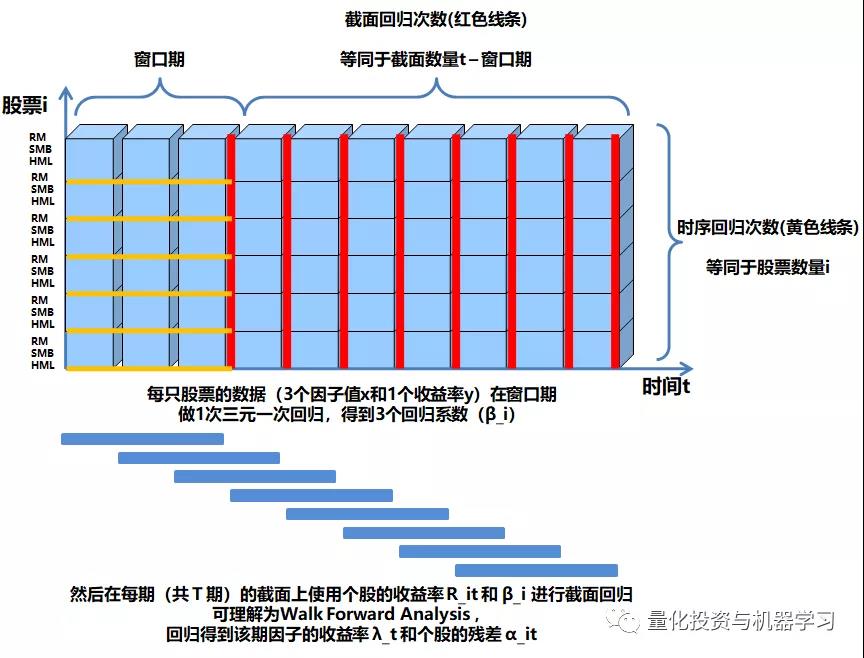 截面回归次数(红色线条)
窗口期
等同于截面数量t－窗口期
股票i
RM
SMB
HML
RM
SMB
HML
RM
SMB
HML
RM
SMB
HML
RM
SMB
HML
RM
SMB
HML
时序回归次数(黄色线条)
等同于股票数量i
时间t
每只股票的数据（3个因子值x和1个收益率y）在窗口期
做1次三元一次回归，得到3个回归系数（β_i）
然后在每期（共T期）的截面上使用个股的收益率R_it和β_i进行截面回归
可理解为Walk Forward Analysis，
回归得到该期因子的收益率λ_t和个股的残差α_it
量化投资与机器学习